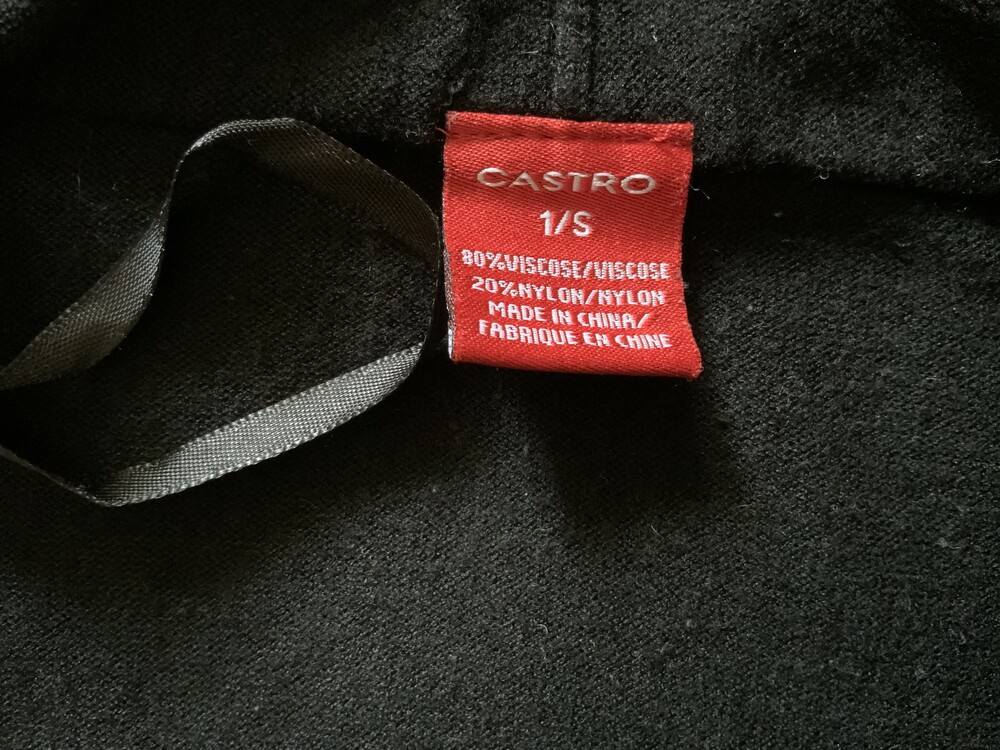 CASTRO
1/S
80%VISCOSE/VISCOSE
20%NYLON/NYLON
MADE IN CHINA/
FABRIQUE EN CHINE